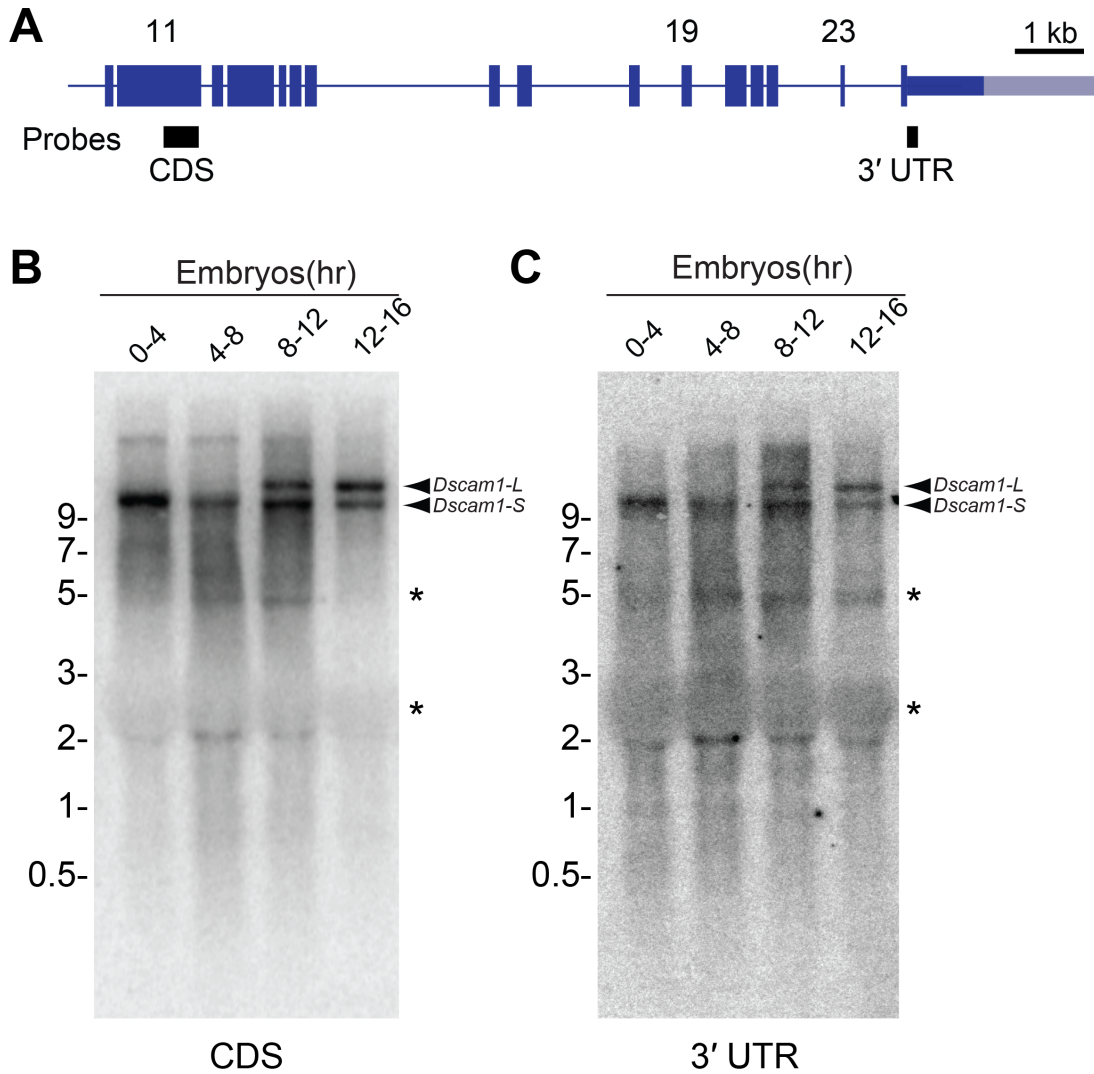 A
11
19
23
1 kb
Probes
CDS
3′ UTR
B
Embryos(hr)
0-4
4-8
8-12
12-16
Dscam1-L
Dscam1-S
9-
7-
5-
*
3-
*
2-
1-
0.5-
CDS
C
Embryos(hr)
0-4
4-8
8-12
12-16
Dscam1-L
Dscam1-S
9-
7-
5-
*
3-
*
2-
1-
0.5-
3′ UTR